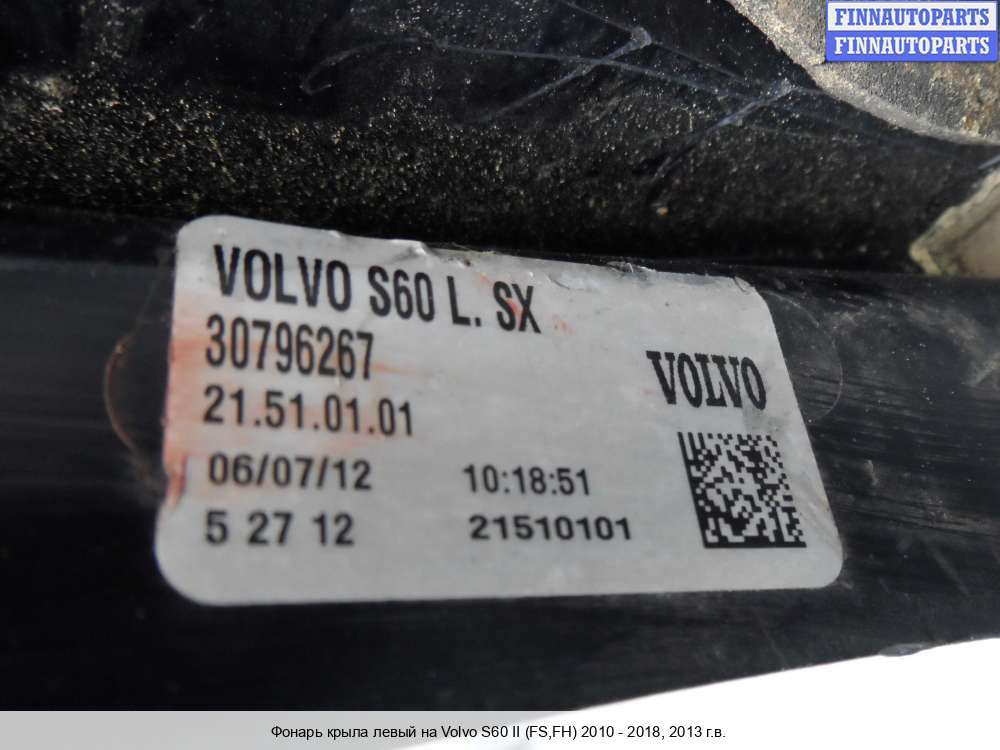 FINNAUTOPARTS
FINNAUTOPARTS
VOLVO S60 L. SX
30796267
VOLVO
21.51.01.01
06/07/12 10:18:51
5 27 12 21510101
Фонарь крыла левый на Volvo S60 II (FS,FH) 2010 - 2018, 2013 г.в.